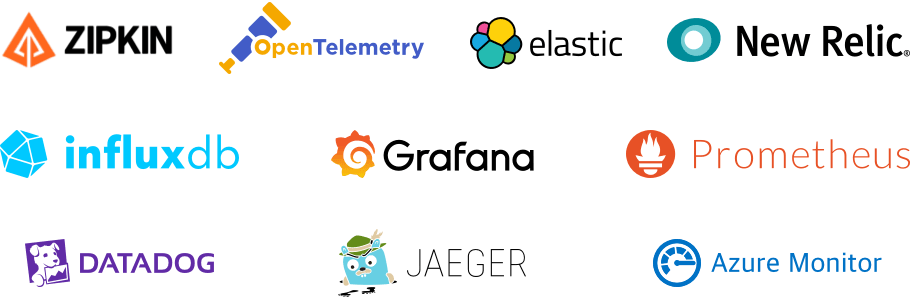 ZIPKIN
OpenTelemetry
elastic
New Relic®
influxdb
Grafana
Prometheus
DATADOG
JAEGER
Azure Monitor